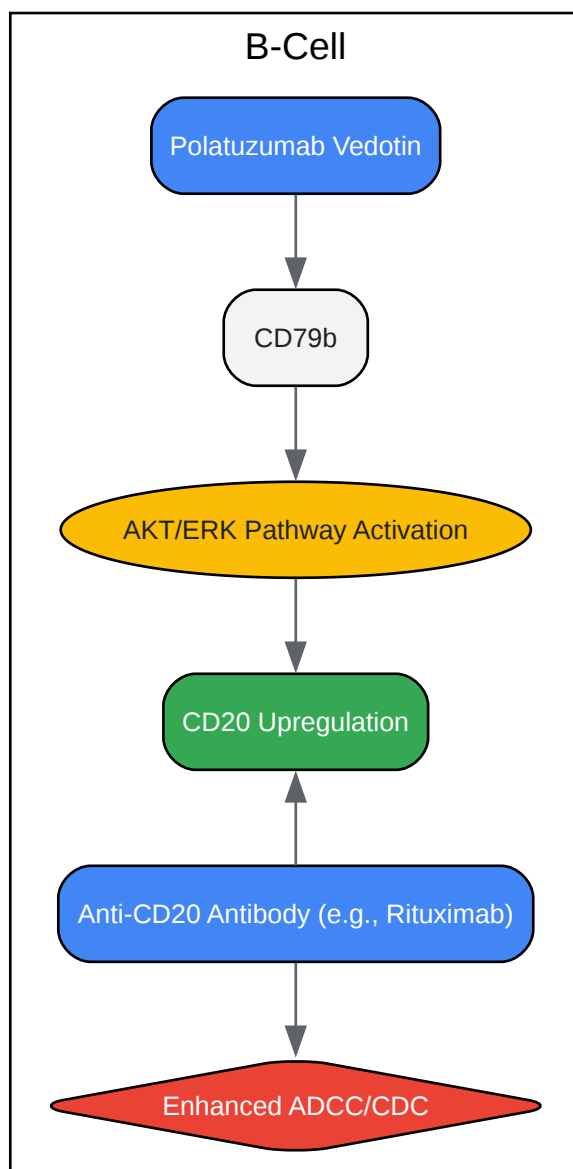 B-Cell
Polatuzumab Vedotin
CD79b
AKT/ERK Pathway Activation
CD20 Upregulation
Anti-CD20 Antibody (e.g., Rituximab)
Enhanced ADCC/CDC